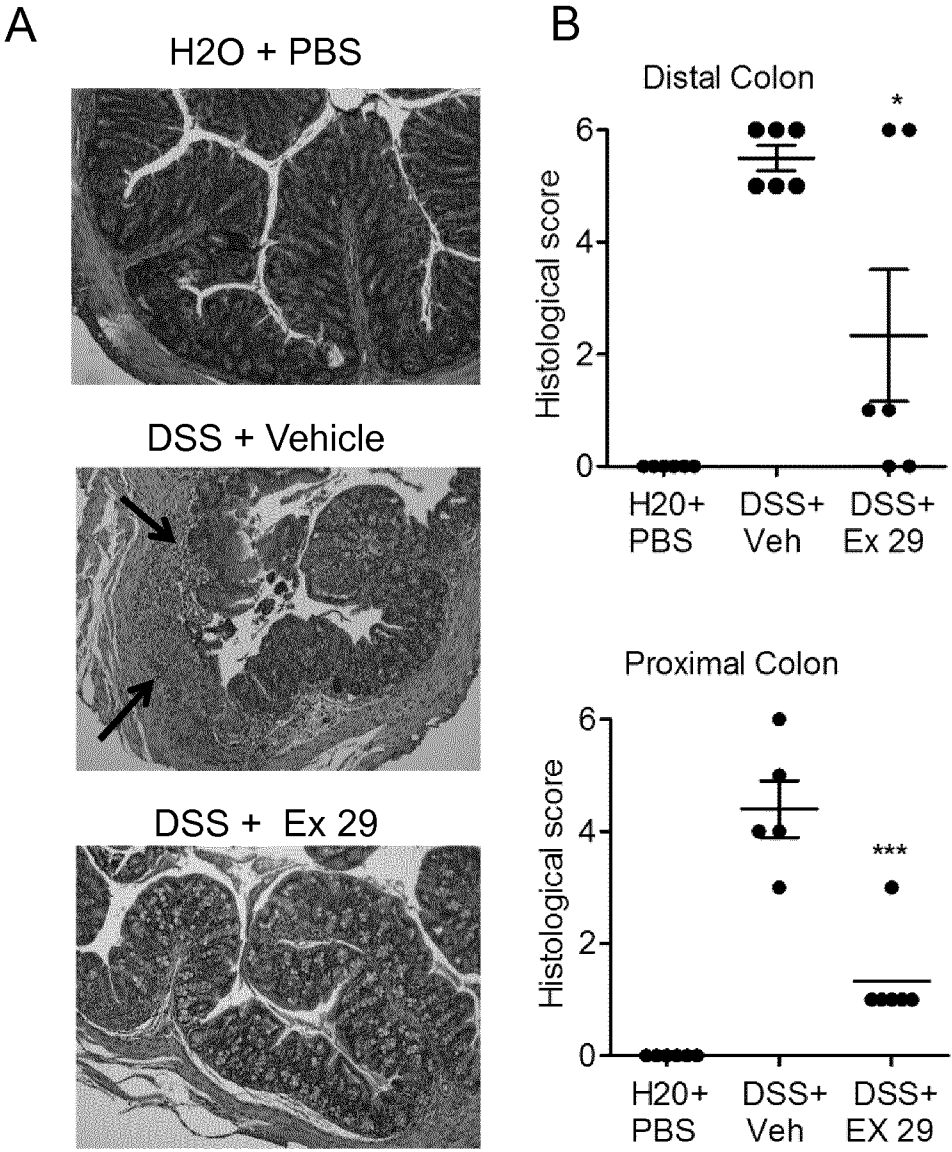 A
H2O + PBS
DSS + Vehicle
DSS + Ex 29
B
Distal Colon
*
Histological score
6
4
2
0
H20+ DSS+ DSS+
PBS Veh Ex 29
Proximal Colon
***
Histological score
6
4
2
0
H20+ DSS+ DSS+
PBS Veh EX 29